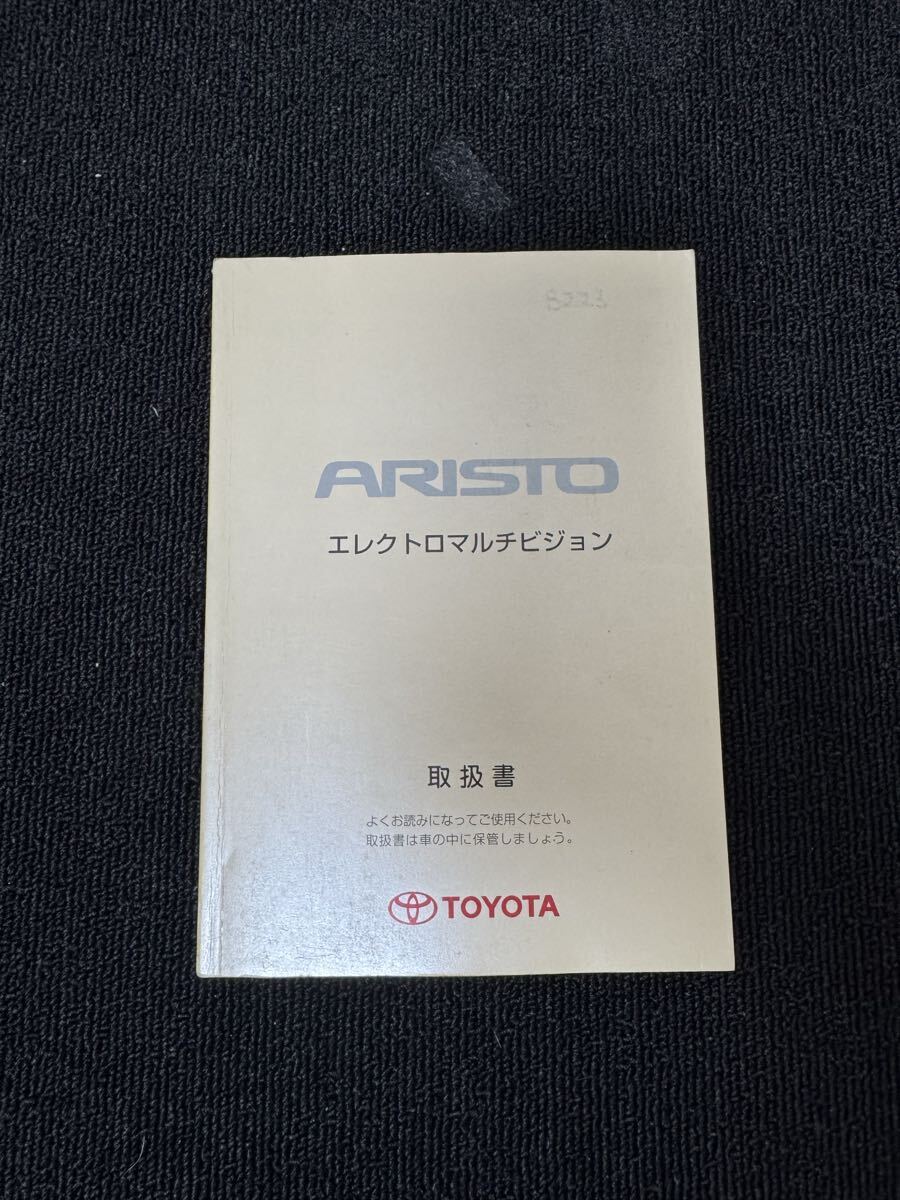 ARISTO
エレクトロマルチビジョン
取扱書
よくお読みになってご使用ください。
取扱書は車の中に保管しましょう。
TOYOTA